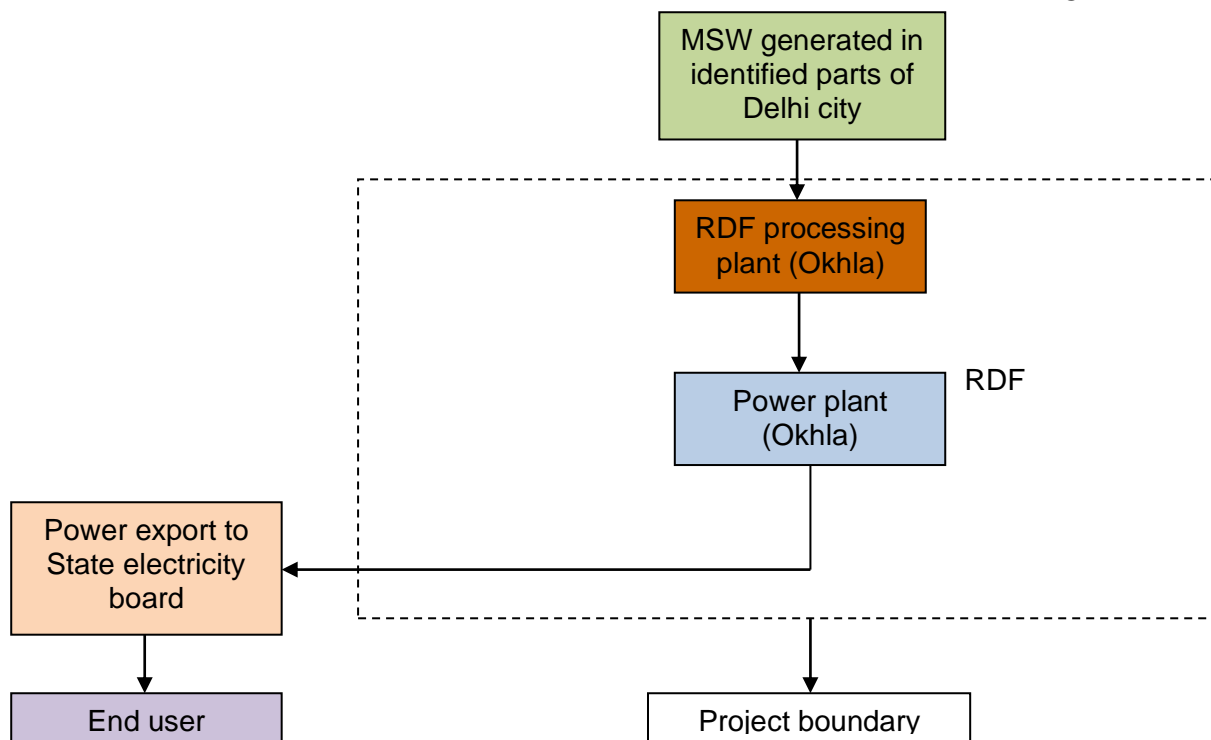 MSW generated in
identified parts of
Delhi city
RDF processing
plant (Okhla)
RDF
Power plant
(Okhla)
Power export to
State electricity
board
End user
Project boundary